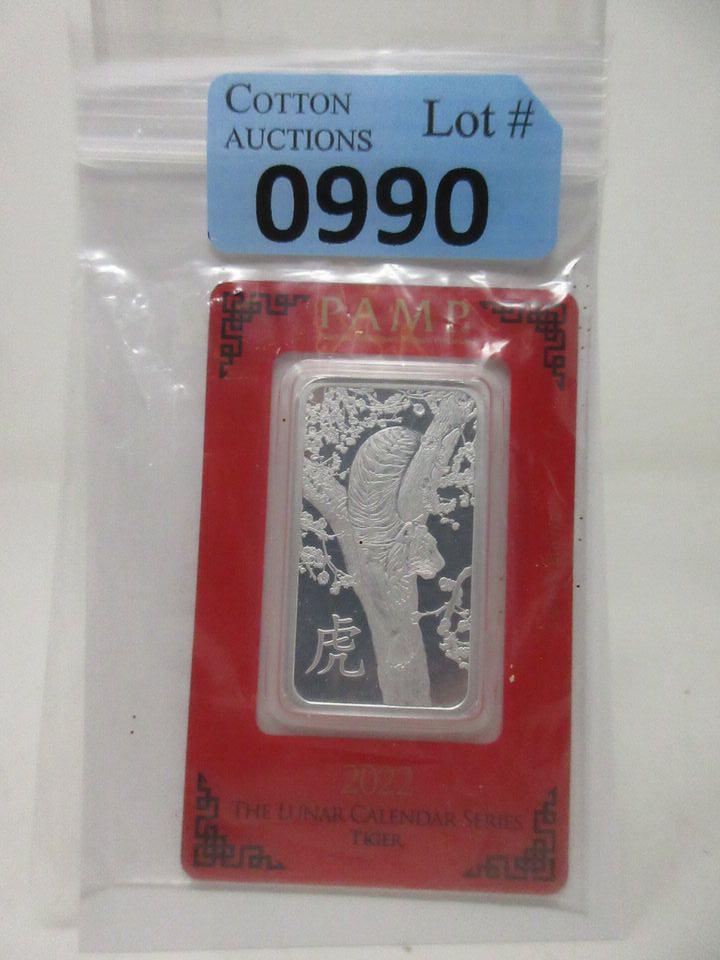 COTTON
AUCTIONS
Lot #
0990
PAMP
虎
2022
THE LUNAR CALENDAR SERIES
TIGER